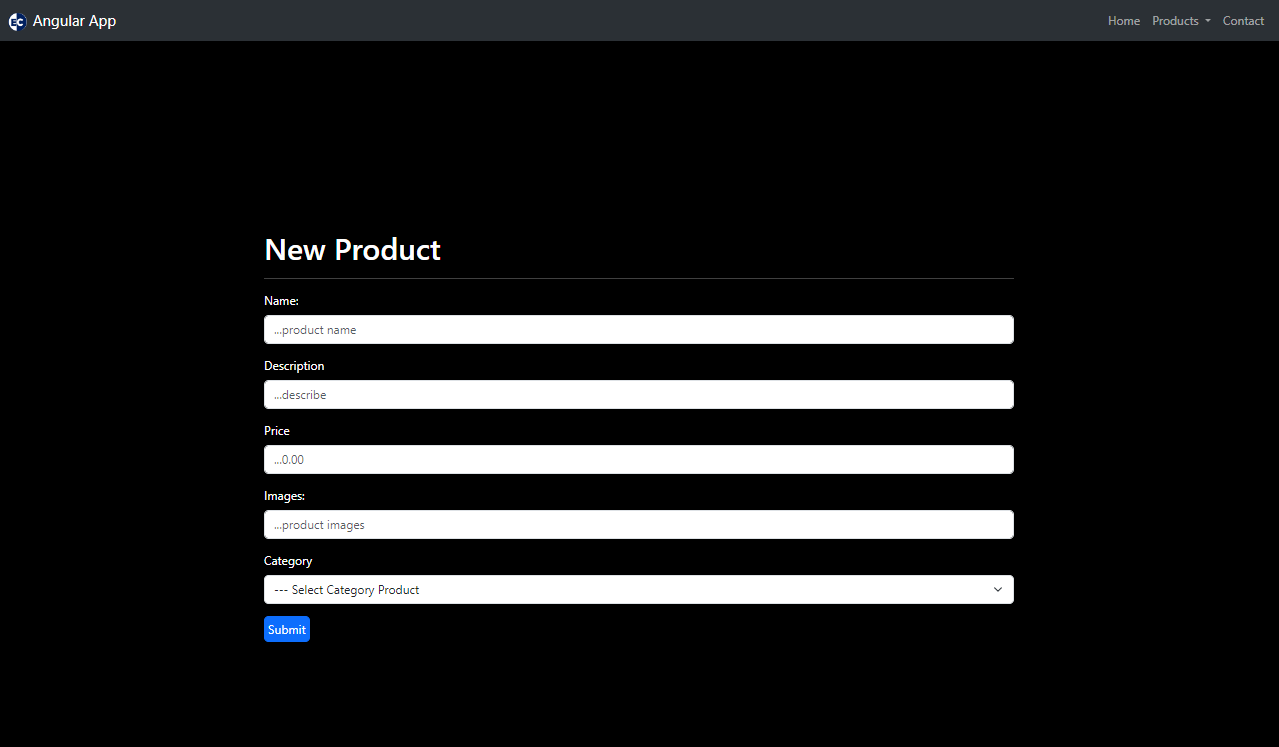 EC Angular App Home Products Contact
New Product
Name:
...product name
Description
...describe
Price
...0.00
Images:
...product images
Category
--- Select Category Product
Submit